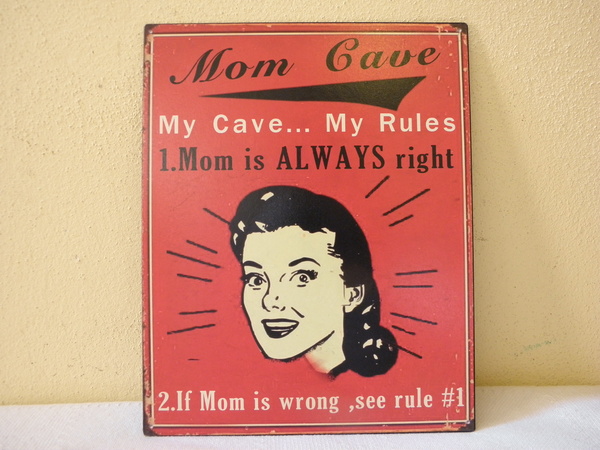 Mom Cave
My Cave... My Rules
1.Mom is ALWAYS right
2.If Mom is wrong ,see rule #1